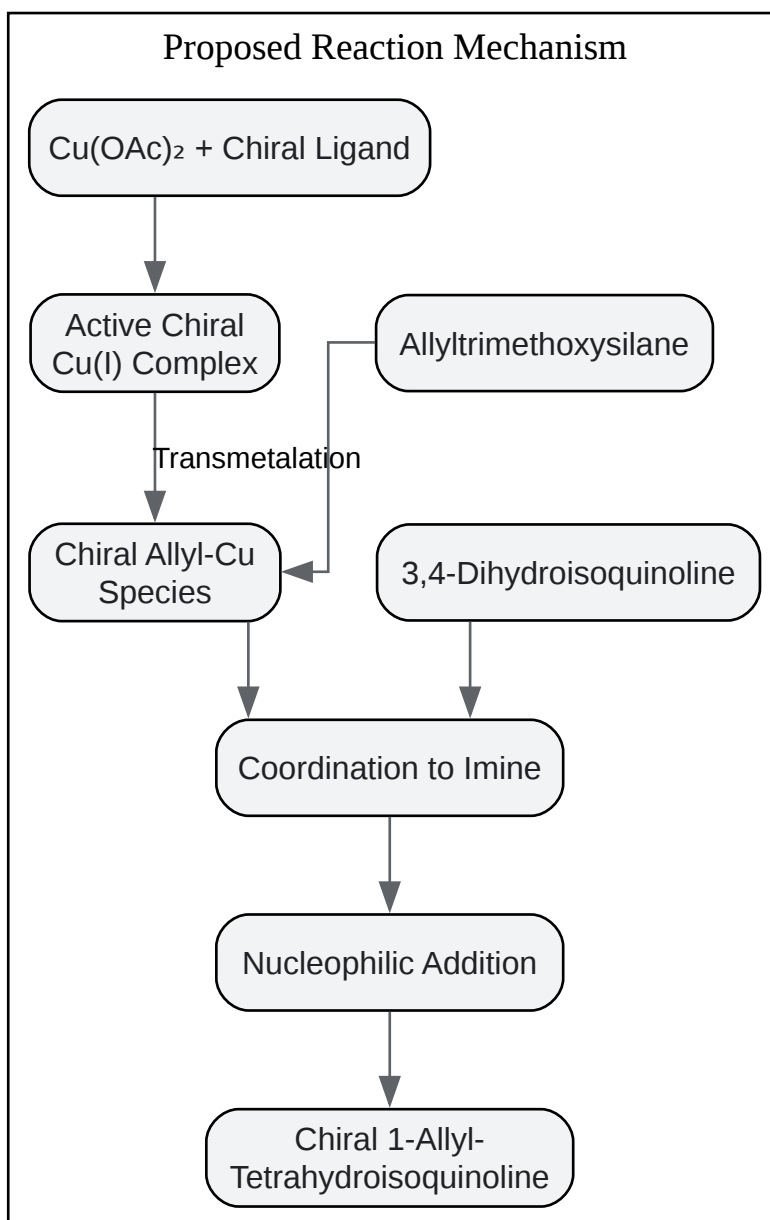 Proposed Reaction Mechanism
Cu(OAc)₂ + Chiral Ligand
Active Chiral
Cu(I) Complex
Allyltrimethoxysilane
Transmetalation
Chiral Allyl-Cu
Species
3,4-Dihydroisoquinoline
Coordination to Imine
Nucleophilic Addition
Chiral 1-Allyl-
Tetrahydroisoquinoline